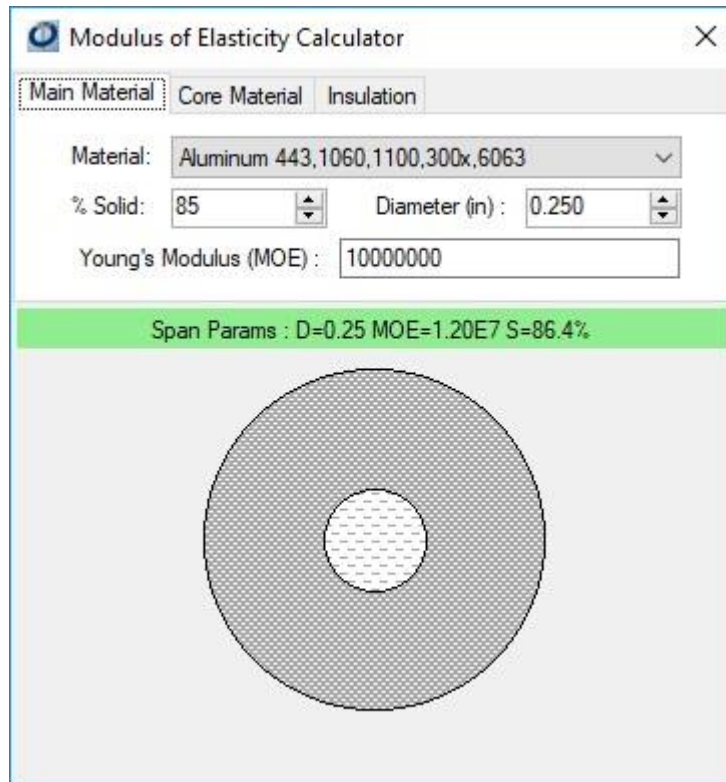 Modulus of Elasticity Calculator
Main Material Core Material Insulation
Material: Aluminum 443,1060,1100,300x,6063
% Solid: 85 Diameter (in) : 0.250
Young's Modulus (MOE) : 10000000
Span Params : D=0.25 MOE=1.20E7 S=86.4%